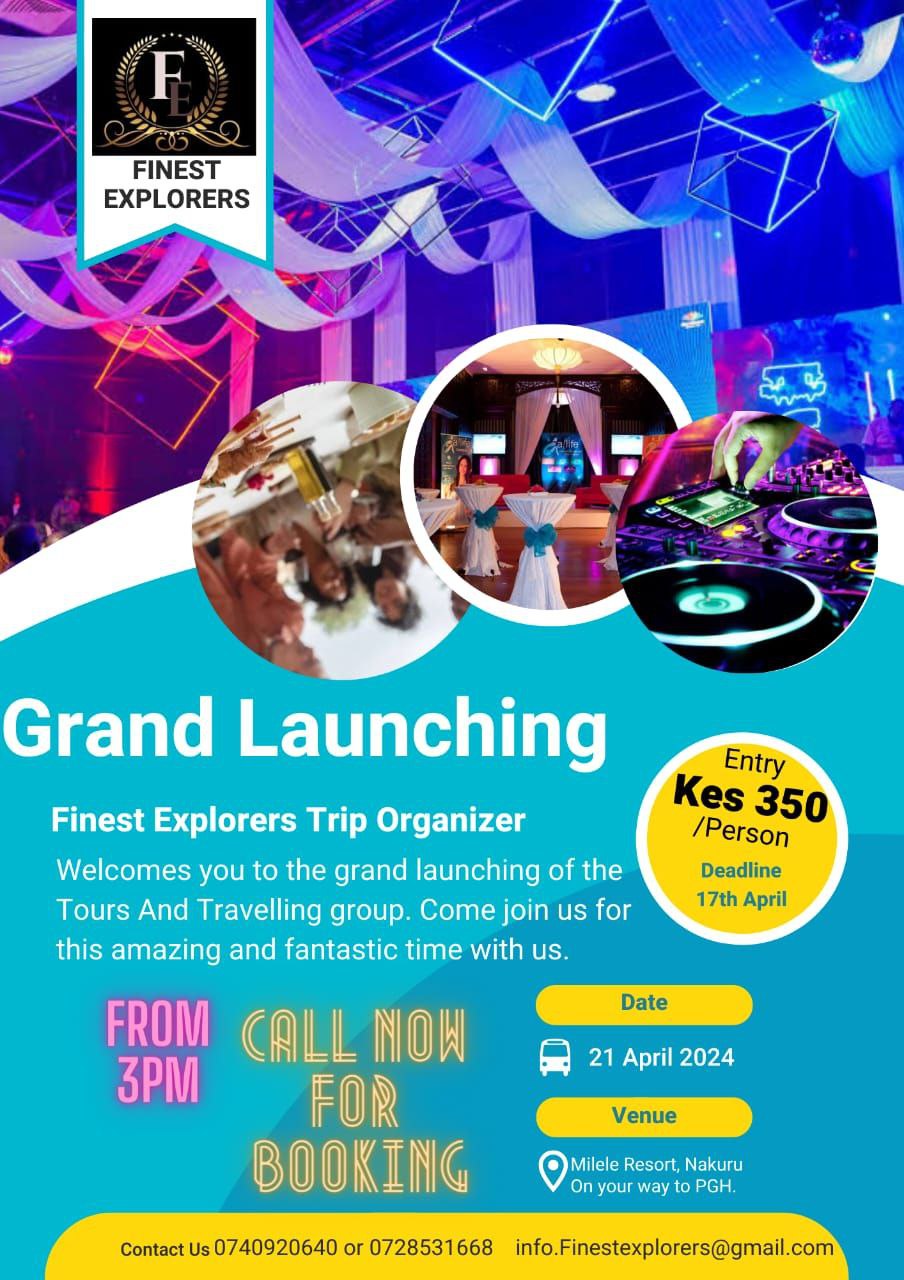 FE
FINEST
EXPLORERS
a/life
Grand Launching
Entry
Kes 350
/Person
Deadline
17th April
Finest Explorers Trip Organizer
Welcomes you to the grand launching of the
Tours And Travelling group. Come join us for
this amazing and fantastic time with us.
FROM
3PM
CALL NOW
FOR
BOOKING
Date
21 April 2024
Venue
Milele Resort, Nakuru
On your way to PGH.
Contact Us 0740920640 or 0728531668 info.Finestexplorers@gmail.com